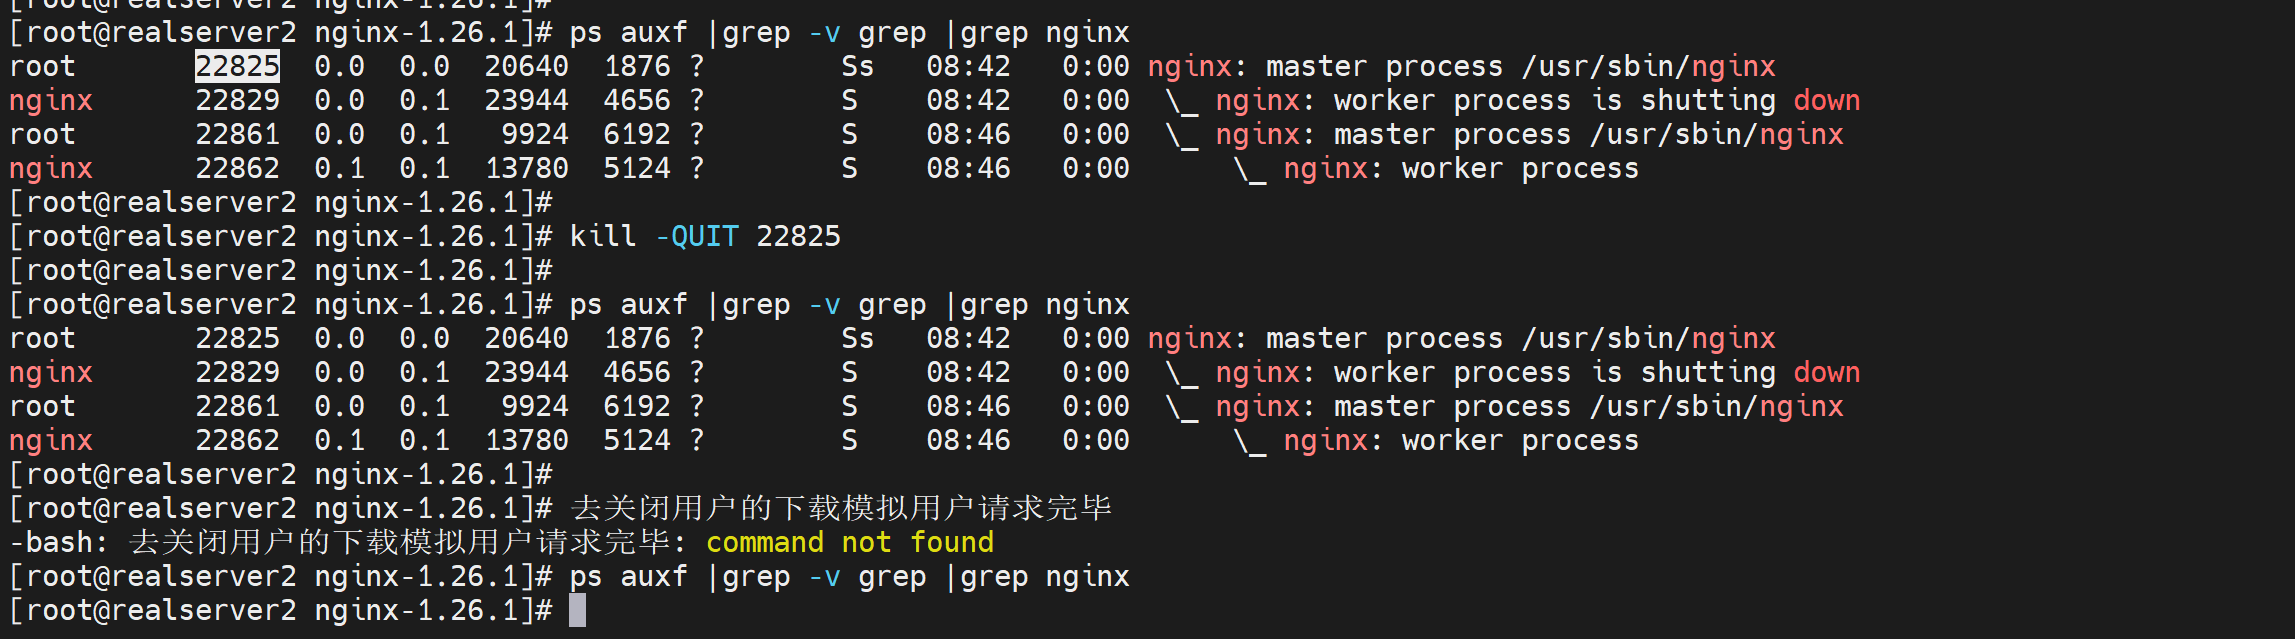 [root@realserver2 nginx-1.26.1]#
[root@realserver2 nginx-1.26.1]# ps auxf |grep -v grep |grep nginx
root       22825  0.0  0.0  20640  1876 ?        Ss   08:42   0:00 nginx: master process /usr/sbin/nginx
nginx      22829  0.0  0.1  23944  4656 ?        S    08:42   0:00  \_ nginx: worker process is shutting down
root       22861  0.0  0.1   9924  6192 ?        S    08:46   0:00  \_ nginx: master process /usr/sbin/nginx
nginx      22862  0.1  0.1  13780  5124 ?        S    08:46   0:00      \_ nginx: worker process
[root@realserver2 nginx-1.26.1]#
[root@realserver2 nginx-1.26.1]# kill -QUIT 22825
[root@realserver2 nginx-1.26.1]#
[root@realserver2 nginx-1.26.1]# ps auxf |grep -v grep |grep nginx
root       22825  0.0  0.0  20640  1876 ?        Ss   08:42   0:00 nginx: master process /usr/sbin/nginx
nginx      22829  0.0  0.1  23944  4656 ?        S    08:42   0:00  \_ nginx: worker process is shutting down
root       22861  0.0  0.1   9924  6192 ?        S    08:46   0:00  \_ nginx: master process /usr/sbin/nginx
nginx      22862  0.1  0.1  13780  5124 ?        S    08:46   0:00      \_ nginx: worker process
[root@realserver2 nginx-1.26.1]#
[root@realserver2 nginx-1.26.1]# 去关闭用户的下载模拟用户请求完毕
-bash: 去关闭用户的下载模拟用户请求完毕: command not found
[root@realserver2 nginx-1.26.1]# ps auxf |grep -v grep |grep nginx
[root@realserver2 nginx-1.26.1]#